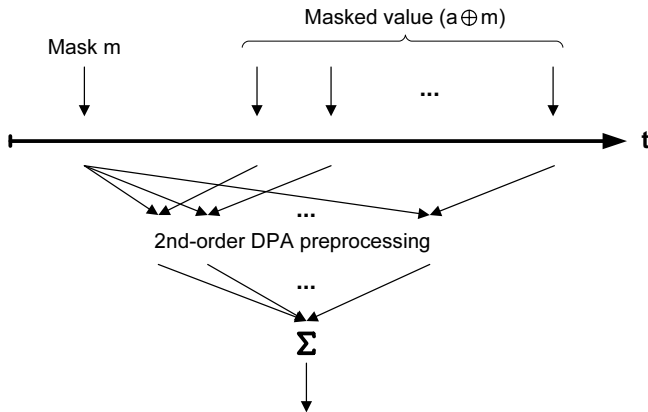 Masked value (a⊕m)
Mask m
...
t
...
2nd-order DPA preprocessing
...
Σ